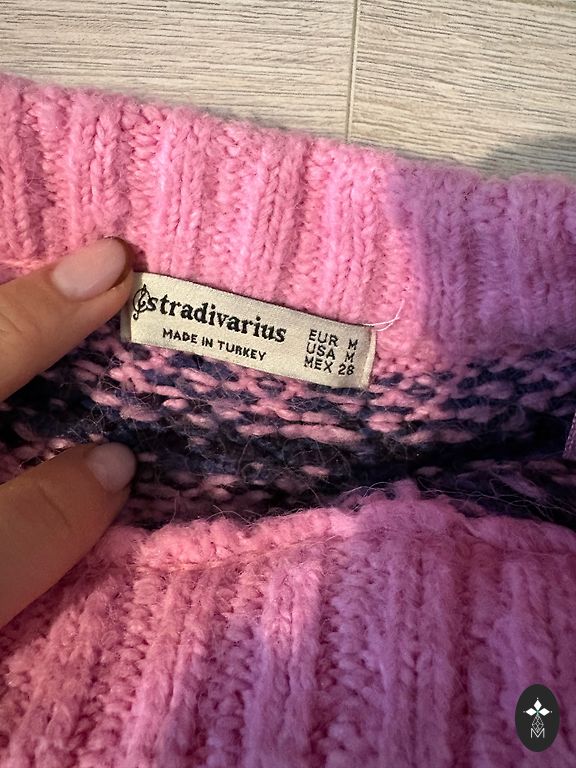 stradivarius
MADE IN TURKEY
EUR M
USA M
MEX 28
M